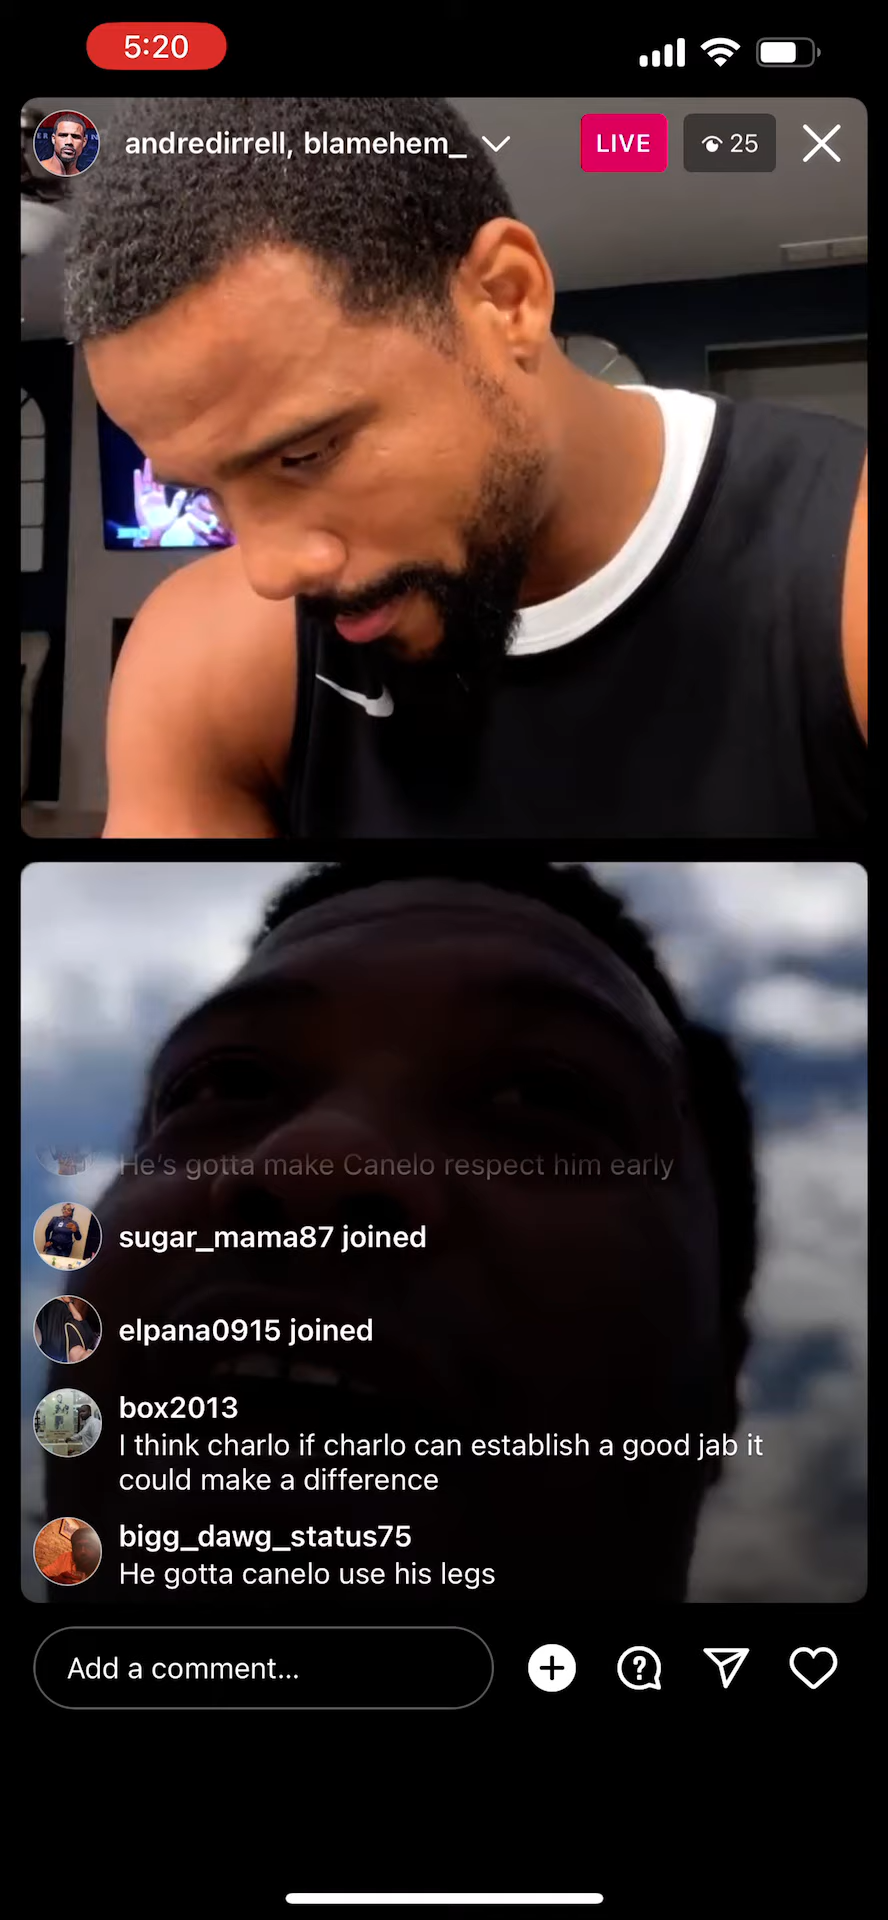 5:20
andredirrell, blamehem_
LIVE
25
He's gotta make Canelo respect him early
sugar_mama87 joined
elpana0915 joined
box2013
I think charlo if charlo can establish a good jab it
could make a difference
bigg_dawg_status75
He gotta canelo use his legs
Add a comment...